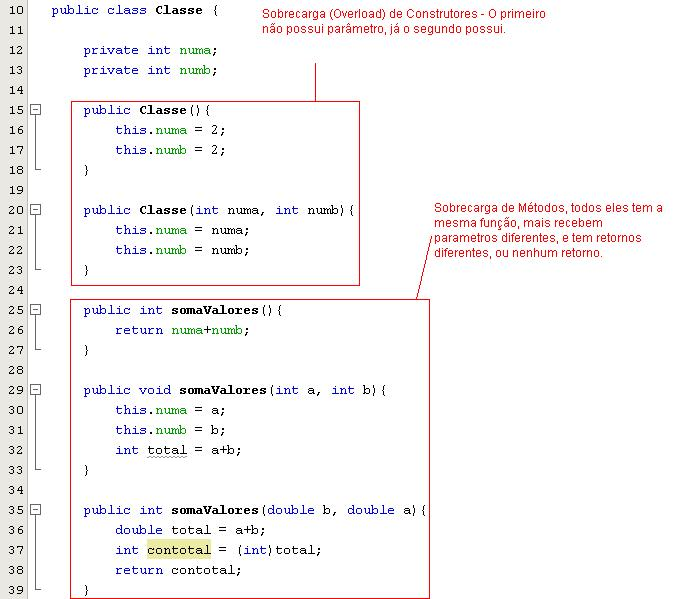 10 public class Classe {
Sobrecarga (Overload) de Construtores - O primeiro
não possui parâmetro, já o segundo possui.
11
12 private int numa;
13 private int numb;
14
15 public Classe(){
16 this.numa = 2;
17 this.numb = 2;
18 }
19
20 public Classe(int numa, int numb){
21 this.numa = numa;
22 this.numb = numb;
23 }
Sobrecarga de Métodos, todos eles tem a
mesma função, mais recebem
parametros diferentes, e tem retornos
diferentes, ou nenhum retorno.
24
25 public int somaValores(){
26 return numa+numb;
27 }
28
29 public void somaValores(int a, int b){
30 this.numa = a;
31 this.numb = b;
32 int total = a+b;
33 }
34
35 public int somaValores(double b, double a){
36 double total = a+b;
37 int contotal = (int)total;
38 return contotal;
39 }